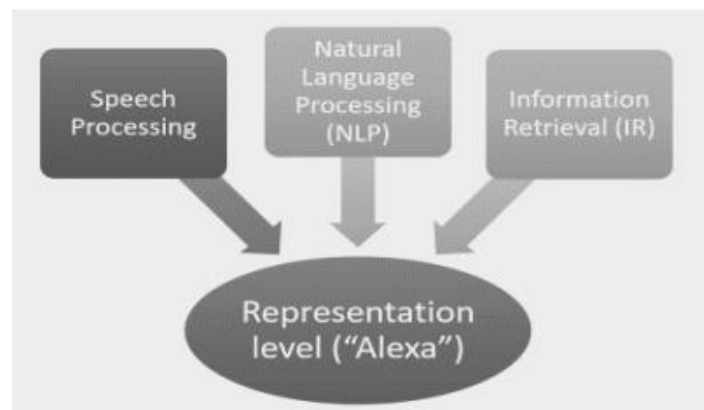 Speech
Processing
Natural
Language
Processing
(NLP)
Information
Retrieval (IR)
Representation
level (“Alexa”)